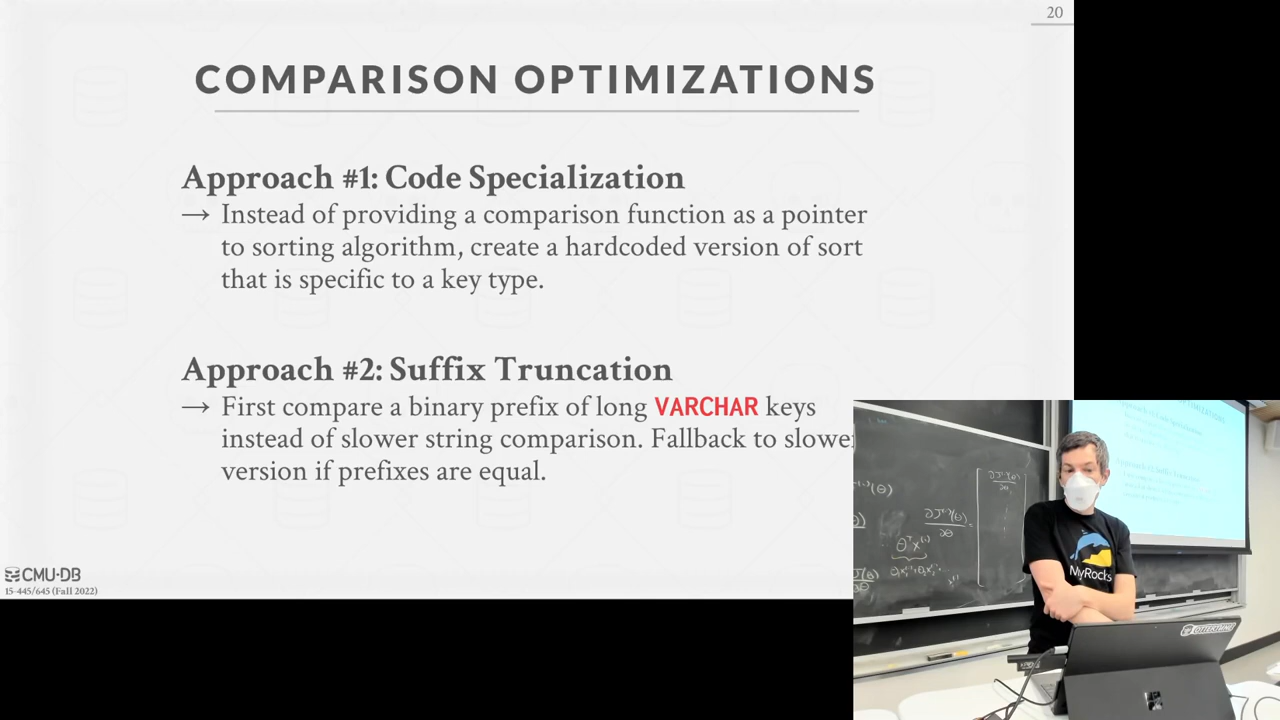 20
COMPARISON OPTIMIZATIONS
Approach #1: Code Specialization
→ Instead of providing a comparison function as a pointer
to sorting algorithm, create a hardcoded version of sort
that is specific to a key type.
Approach #2: Suffix Truncation
→ First compare a binary prefix of long VARCHAR keys
instead of slower string comparison. Fallback to slower
version if prefixes are equal.
CMU·DB
15-445/645 (Fall 2022)
MyRocks
OTTERTUNE